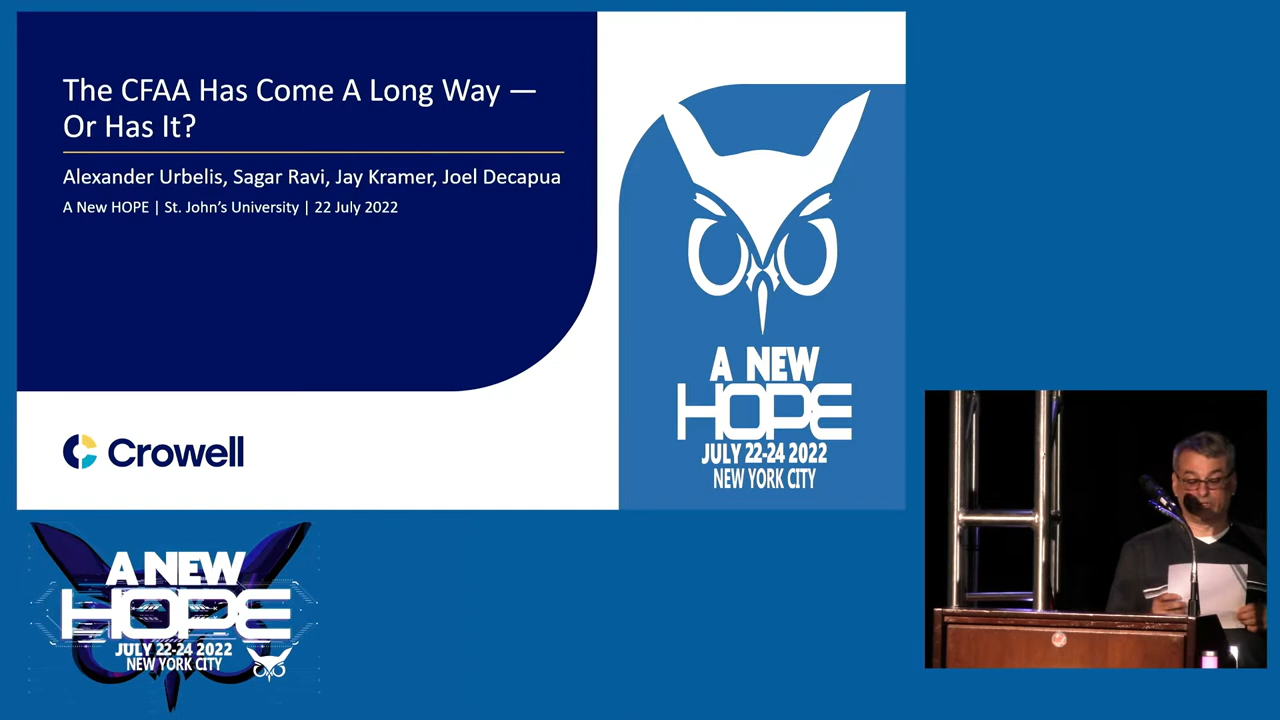 The CFAA Has Come A Long Way —
Or Has It?
Alexander Urbelis, Sagar Ravi, Jay Kramer, Joel Decapua
A New HOPE | St. John's University | 22 July 2022
Crowell
A NEW
HOPE
JULY 22-24 2022
NEW YORK CITY
A NEW
HOPE
JULY 22-24 2022
NEW YORK CITY